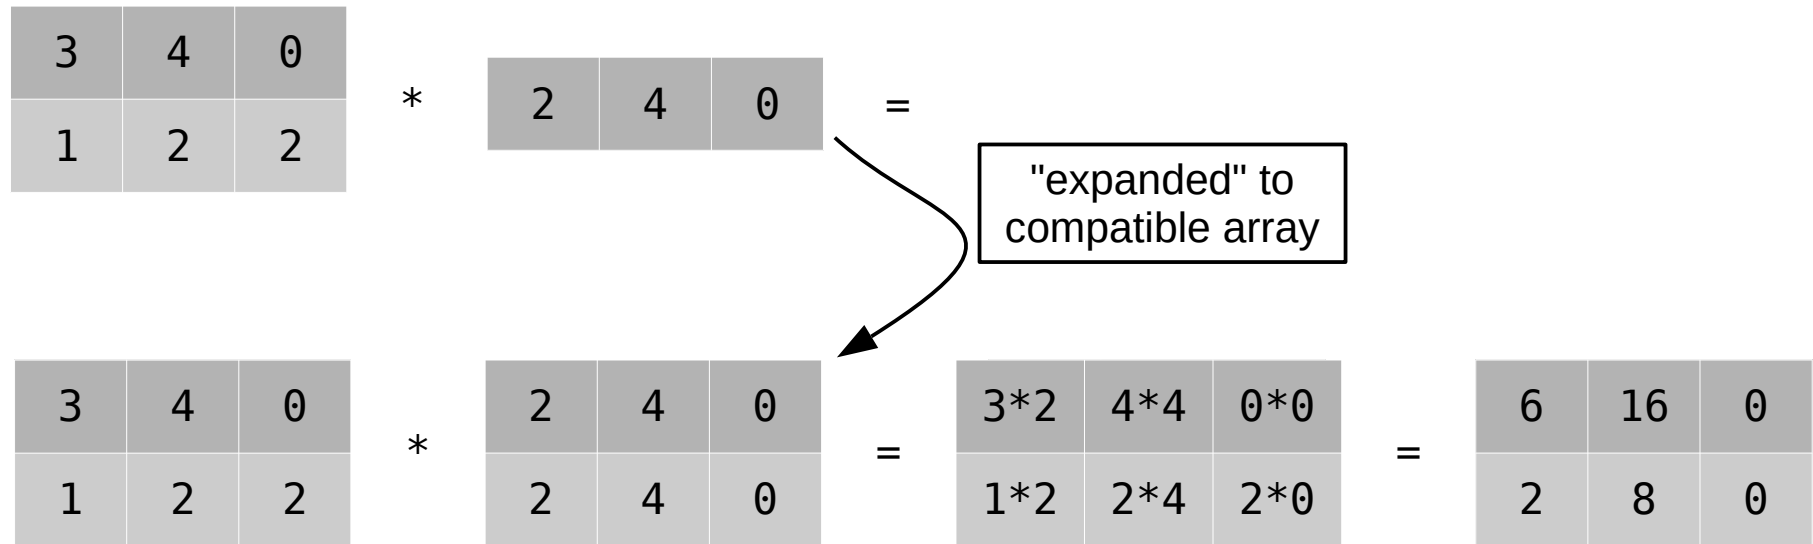 3 4 0
1 2 2
* 2 4 0 =
"expanded" to
compatible array
3 4 0 2 4 0 3*2 4*4 0*0 6 16 0
* = =
1 2 2 2 4 0 1*2 2*4 2*0 2 8 0